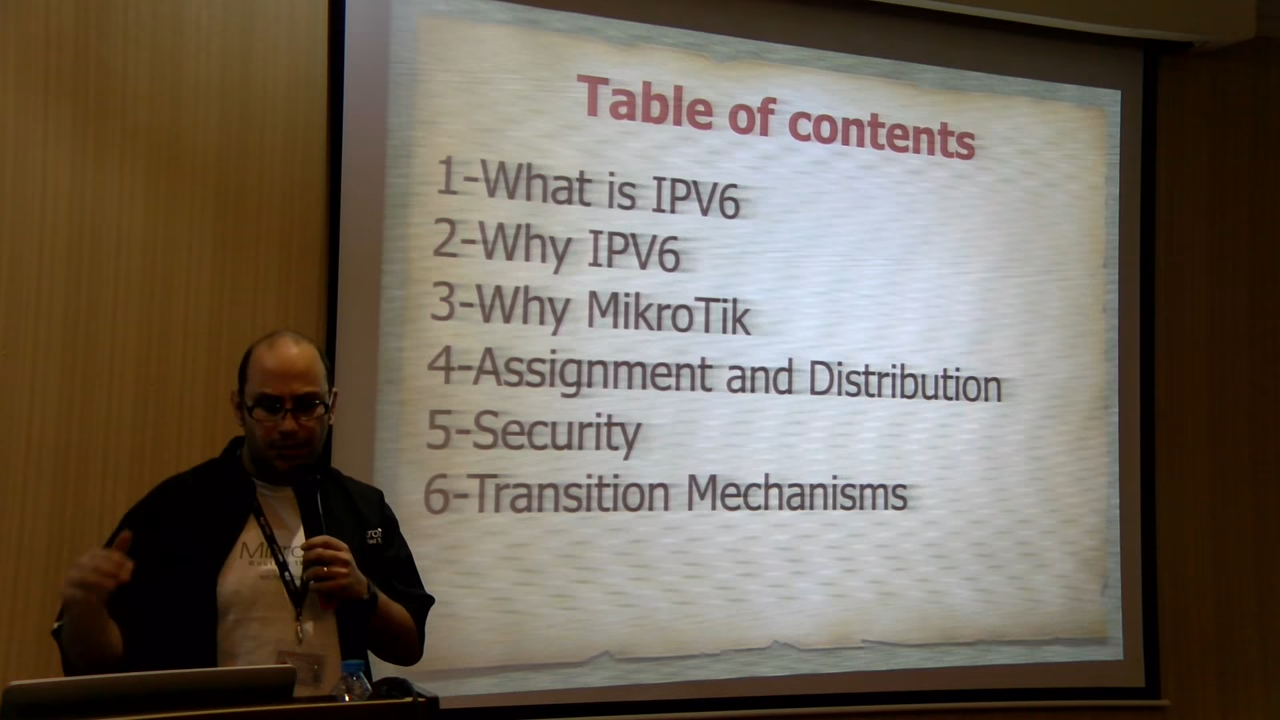 Table of contents
1-What is IPV6
2-Why IPV6
3-Why MikroTik
4-Assignment and Distribution
5-Security
6-Transition Mechanisms